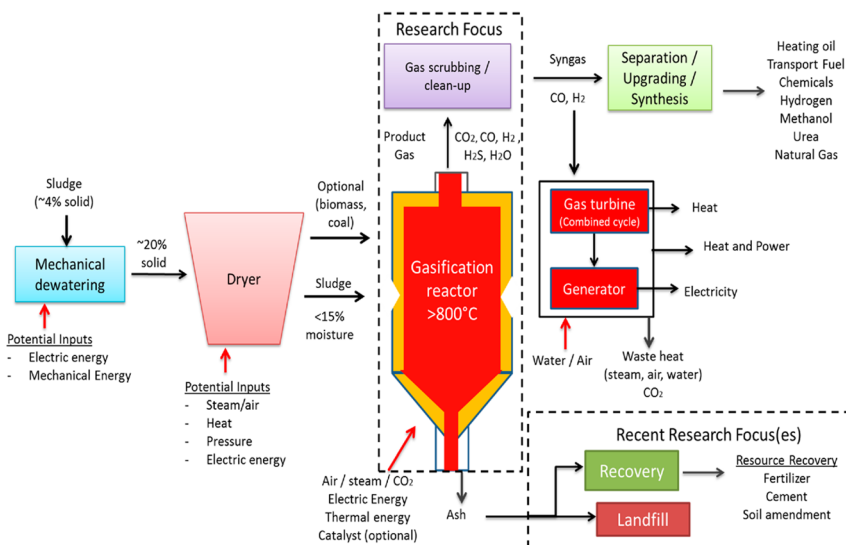 Research Focus
Gas scrubbing /
clean-up
Syngas
CO, H2
Separation /
Upgrading /
Synthesis
Heating oil
Transport Fuel
Chemicals
Hydrogen
Methanol
Urea
Natural Gas
Product
Gas
CO2, CO, H2 ,
H2S, H2O
Sludge
(~4% solid)
Mechanical
dewatering
~20%
solid
Potential Inputs
- Electric energy
- Mechanical Energy
Dryer
Potential Inputs
- Steam/air
- Heat
- Pressure
- Electric energy
Optional
(biomass,
coal)
Sludge
<15%
moisture
Gasification
reactor
>800°C
Air / steam / CO2
Electric Energy
Thermal energy
Catalyst (optional)
Ash
Gas turbine
(Combined cycle)
Generator
Heat
Heat and Power
Electricity
Water / Air
Waste heat
(steam, air, water)
CO2
Recent Research Focus(es)
Recovery
Landfill
Resource Recovery
Fertilizer
Cement
Soil amendment